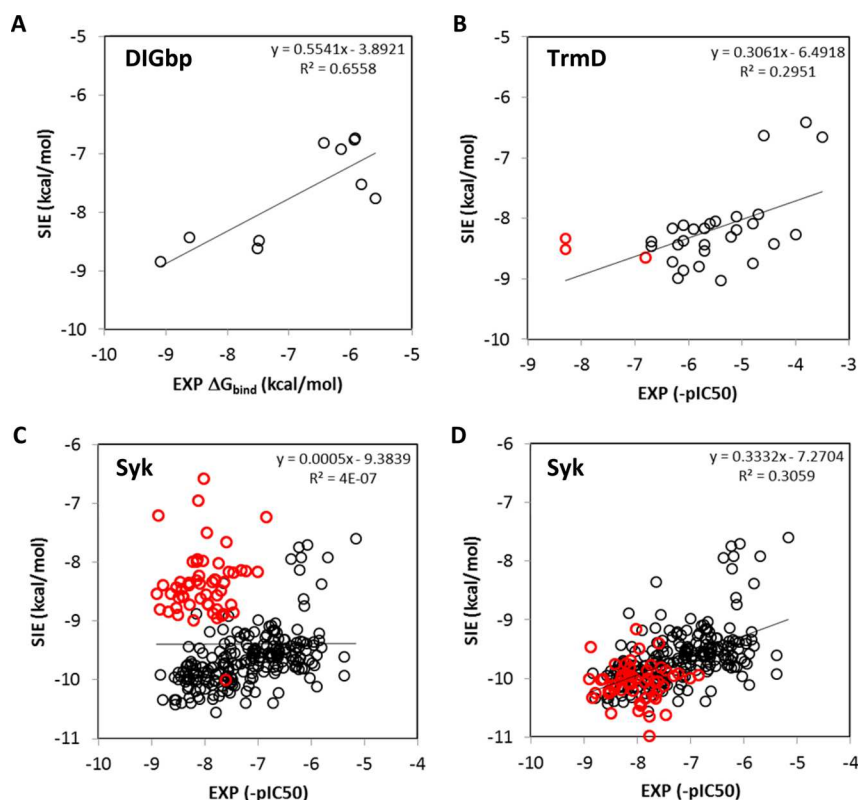 A
DIGbp
y = 0.5541x - 3.8921
R² = 0.6558
SIE (kcal/mol)
-5
-6
-7
-8
-9
-10
-10 -9 -8 -7 -6 -5
EXP ΔGbind (kcal/mol)
B
TrmD
y = 0.3061x - 6.4918
R² = 0.2951
SIE (kcal/mol)
-5
-6
-7
-8
-9
-10
-9 -8 -7 -6 -5 -4 -3
EXP (-pIC50)
C
Syk
y = 0.0005x - 9.3839
R² = 4E-07
SIE (kcal/mol)
-6
-7
-8
-9
-10
-11
-10 -9 -8 -7 -6 -5 -4
EXP (-pIC50)
D
Syk
y = 0.3332x - 7.2704
R² = 0.3059
SIE (kcal/mol)
-6
-7
-8
-9
-10
-11
-10 -9 -8 -7 -6 -5 -4
EXP (-pIC50)